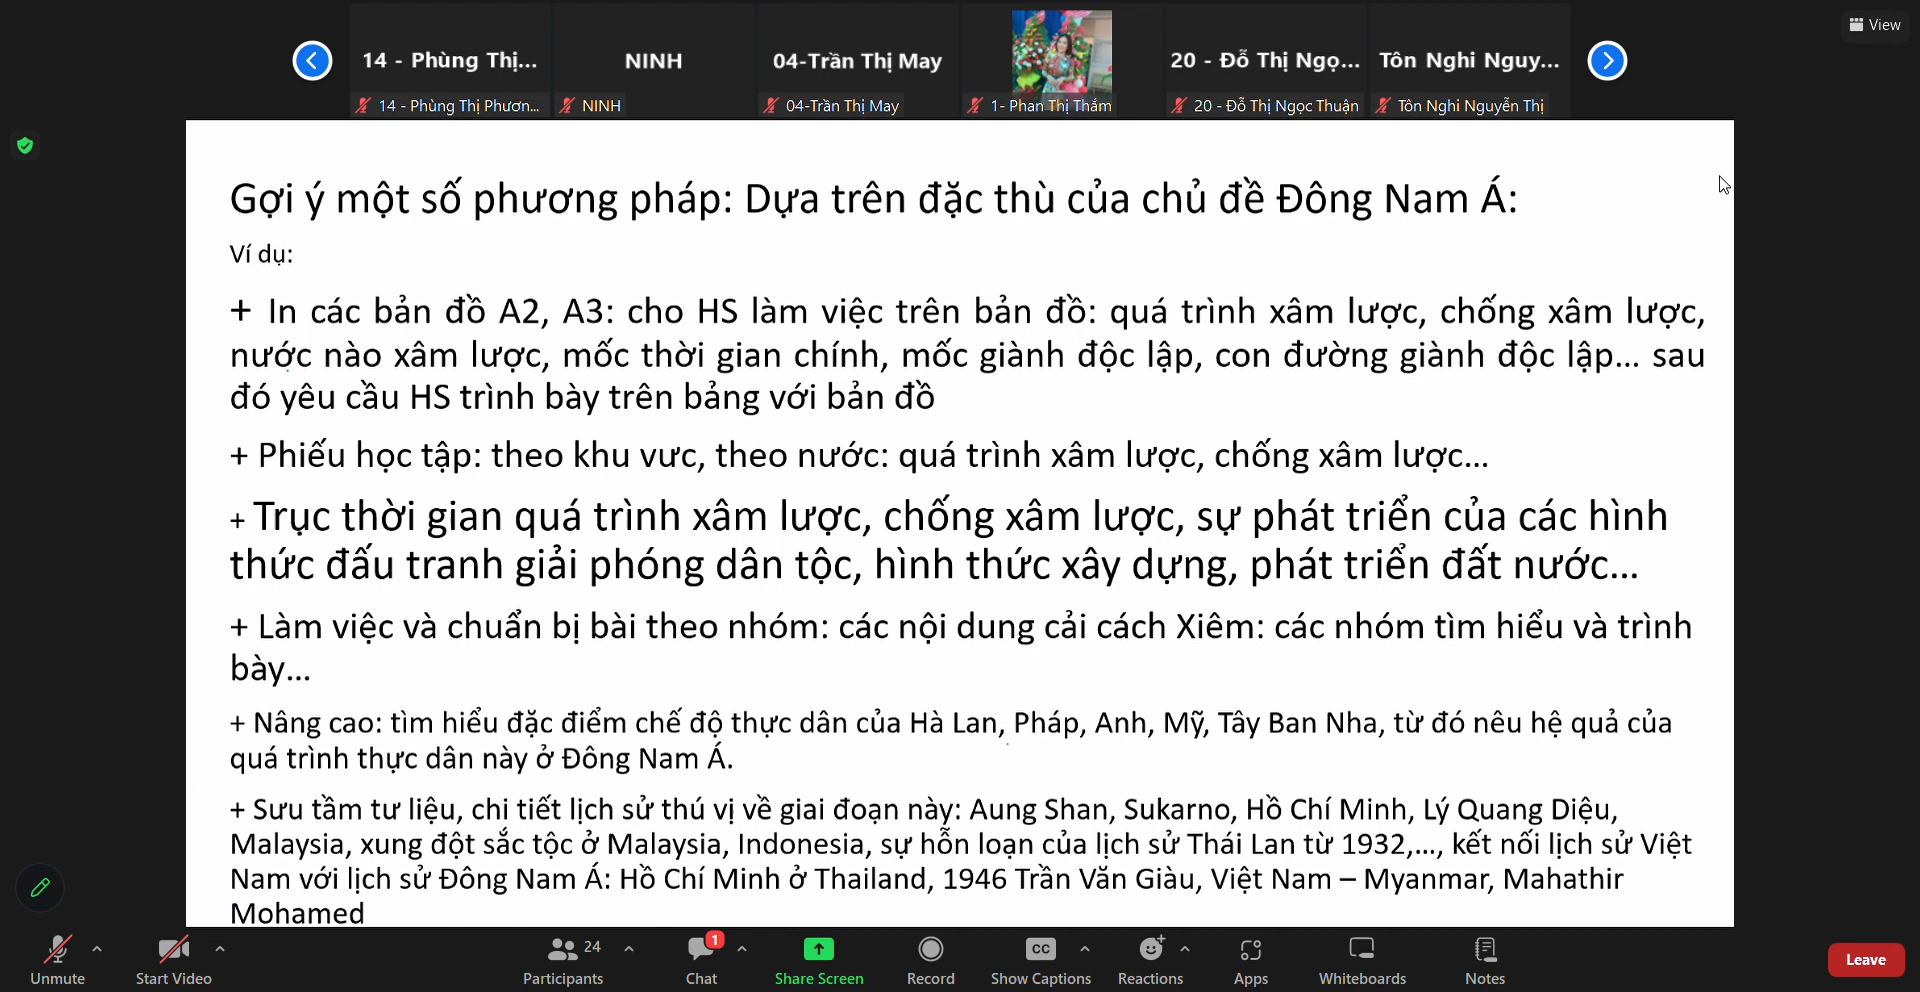 View
14 - Phùng Thị...
NINH
04-Trần Thị May
20 - Đỗ Thị Ngọ...
Tôn Nghi Nguy...
14 - Phùng Thị Phươn...
NINH
04-Trần Thị May
1- Phan Thị Thắm
20 - Đỗ Thị Ngọc Thuận
Tôn Nghi Nguyễn Thị
Gợi ý một số phương pháp: Dựa trên đặc thù của chủ đề Đông Nam Á:
Ví dụ:
+ In các bản đồ A2, A3: cho HS làm việc trên bản đồ: quá trình xâm lược, chống xâm lược,
nước nào xâm lược, mốc thời gian chính, mốc giành độc lập, con đường giành độc lập... sau
đó yêu cầu HS trình bày trên bảng với bản đồ
+ Phiếu học tập: theo khu vưc, theo nước: quá trình xâm lược, chống xâm lược...
+ Trục thời gian quá trình xâm lược, chống xâm lược, sự phát triển của các hình
thức đấu tranh giải phóng dân tộc, hình thức xây dựng, phát triển đất nước...
+ Làm việc và chuẩn bị bài theo nhóm: các nội dung cải cách Xiêm: các nhóm tìm hiểu và trình
bày...
+ Nâng cao: tìm hiểu đặc điểm chế độ thực dân của Hà Lan, Pháp, Anh, Mỹ, Tây Ban Nha, từ đó nêu hệ quả của
quá trình thực dân này ở Đông Nam Á.
+ Sưu tầm tư liệu, chi tiết lịch sử thú vị về giai đoạn này: Aung Shan, Sukarno, Hồ Chí Minh, Lý Quang Diệu,
Malaysia, xung đột sắc tộc ở Malaysia, Indonesia, sự hỗn loạn của lịch sử Thái Lan từ 1932,..., kết nối lịch sử Việt
Nam với lịch sử Đông Nam Á: Hồ Chí Minh ở Thailand, 1946 Trần Văn Giàu, Việt Nam – Myanmar, Mahathir
Mohamed
24
1
CC
Unmute
Start Video
Participants
Chat
Share Screen
Record
Show Captions
Reactions
Apps
Whiteboards
Notes
Leave